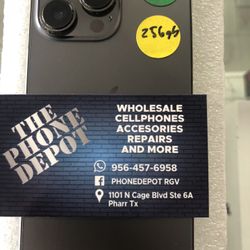 256gb
THE
PHONE
DEPOT
WHOLESALE
CELLPHONES
ACCESORIES
REPAIRS
AND MORE
956-457-6958
PHONEDEPOT RGV
1101 N Cage Blvd Ste 6A
Pharr Tx